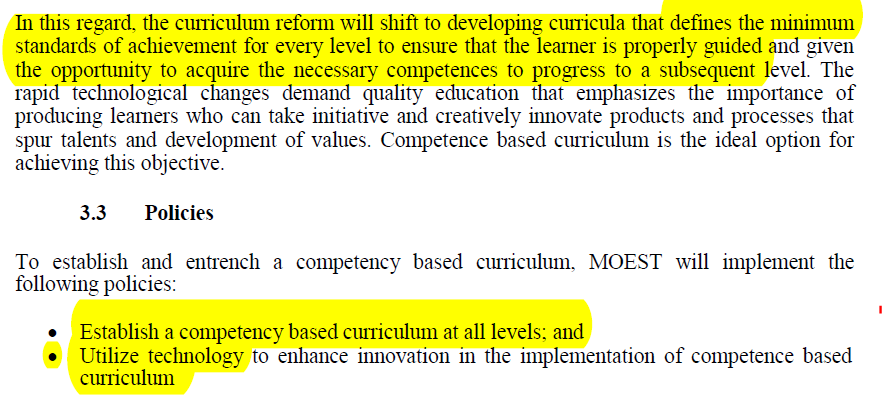 In this regard, the curriculum reform will shift to developing curricula that defines the minimum
standards of achievement for every level to ensure that the learner is properly guided and given
the opportunity to acquire the necessary competences to progress to a subsequent level. The
rapid technological changes demand quality education that emphasizes the importance of
producing learners who can take initiative and creatively innovate products and processes that
spur talents and development of values. Competence based curriculum is the ideal option for
achieving this objective.
3.3 Policies
To establish and entrench a competency based curriculum, MOEST will implement the
following policies:
• Establish a competency based curriculum at all levels; and
• Utilize technology to enhance innovation in the implementation of competence based
curriculum